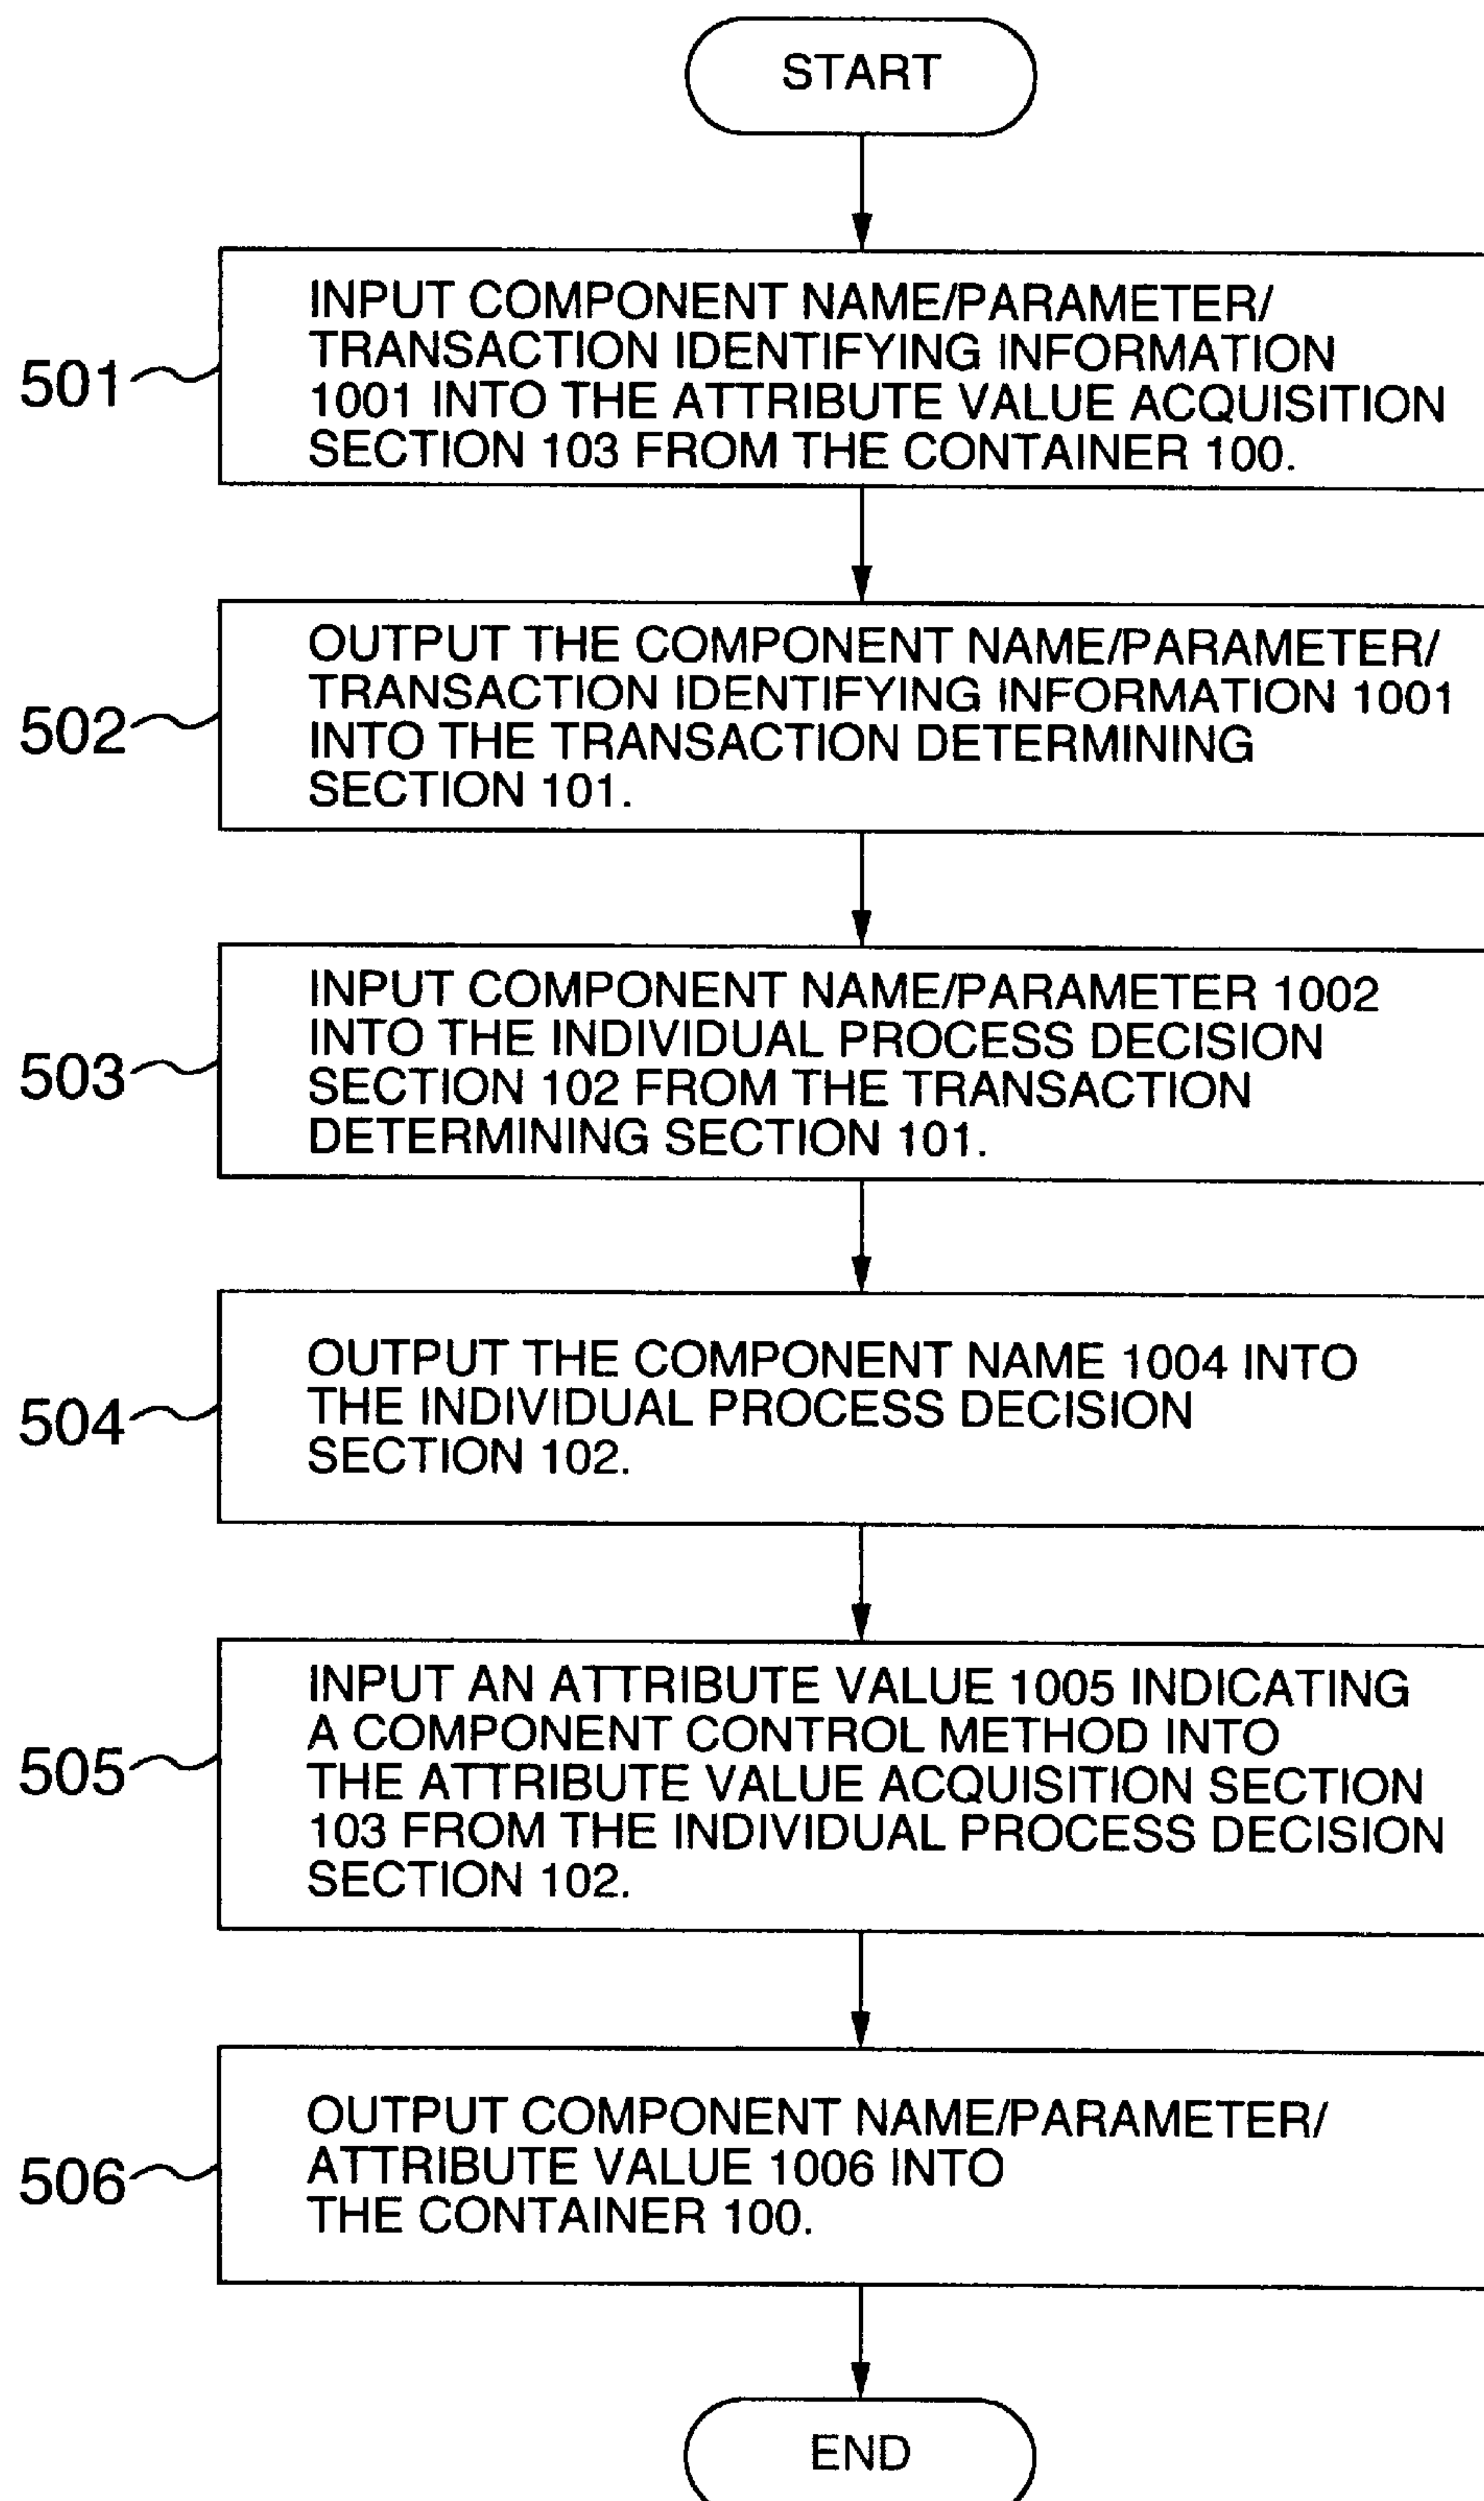 START
INPUT COMPONENT NAME/PARAMETER/
TRANSACTION IDENTIFYING INFORMATION
1001 INTO THE ATTRIBUTE VALUE ACQUISITION
SECTION 103 FROM THE CONTAINER 100.
501
OUTPUT THE COMPONENT NAME/PARAMETER/
TRANSACTION IDENTIFYING INFORMATION 1001
INTO THE TRANSACTION DETERMINING
SECTION 101.
502
INPUT COMPONENT NAME/PARAMETER 1002
INTO THE INDIVIDUAL PROCESS DECISION
SECTION 102 FROM THE TRANSACTION
DETERMINING SECTION 101.
503
OUTPUT THE COMPONENT NAME 1004 INTO
THE INDIVIDUAL PROCESS DECISION
SECTION 102.
504
INPUT AN ATTRIBUTE VALUE 1005 INDICATING
A COMPONENT CONTROL METHOD INTO
THE ATTRIBUTE VALUE ACQUISITION SECTION
103 FROM THE INDIVIDUAL PROCESS DECISION
SECTION 102.
505
OUTPUT COMPONENT NAME/PARAMETER/
ATTRIBUTE VALUE 1006 INTO
THE CONTAINER 100.
506
END